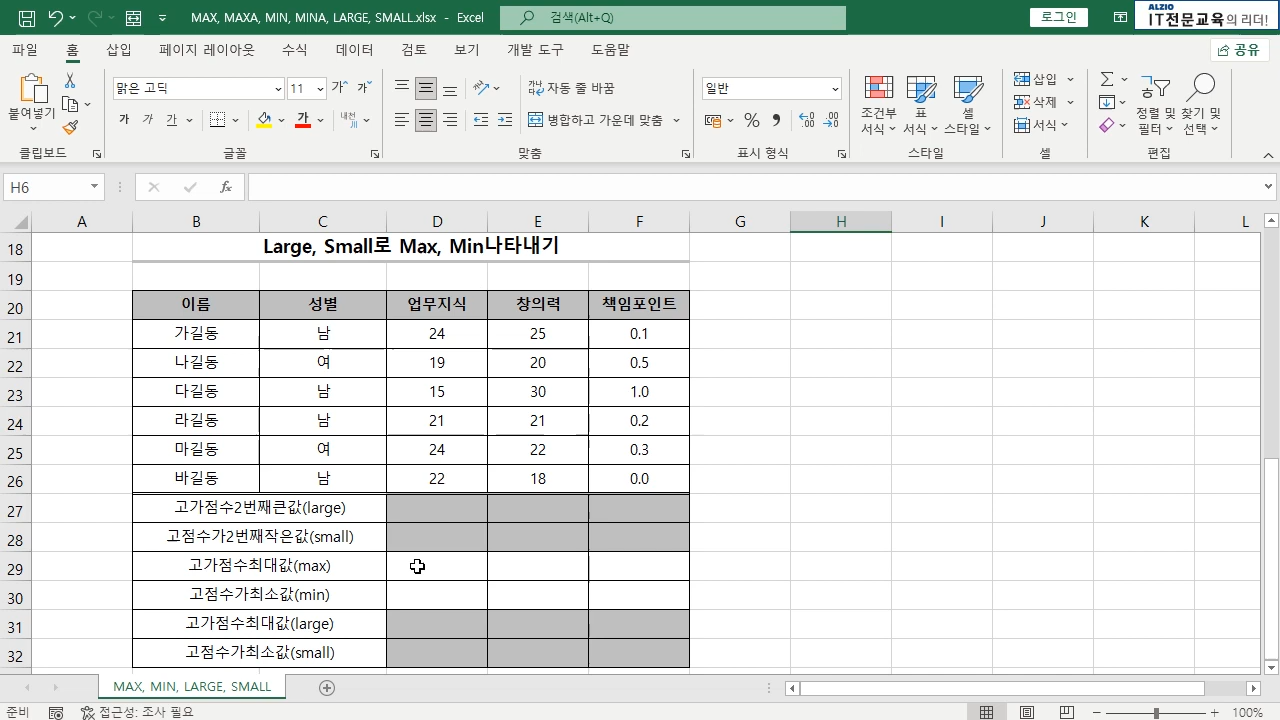 MAX, MAXA, MIN, MINA, LARGE, SMALL.xlsx - Excel
검색(Alt+Q)
로그인
ALZIO
IT전문교육의 리더!
파일 홈 삽입 페이지 레이아웃 수식 데이터 검토 보기 개발 도구 도움말
공유
붙여넣기
클립보드
맑은 고딕 11
가 가
가 가 가 가 내천
글꼴
자동 줄 바꿈
병합하고 가운데 맞춤
맞춤
일반
표시 형식
조건부 서식
표 서식
셀 스타일
스타일
삽입
삭제
서식
셀
정렬 및 필터
찾기 및 선택
편집
H6
fx
A B C D E F G H I J K L
18 Large, Small로 Max, Min나타내기
19
20 이름 성별 업무지식 창의력 책임포인트
21 가길동 남 24 25 0.1
22 나길동 여 19 20 0.5
23 다길동 남 15 30 1.0
24 라길동 남 21 21 0.2
25 마길동 여 24 22 0.3
26 바길동 남 22 18 0.0
27 고가점수2번째큰값(large)
28 고점수가2번째작은값(small)
29 고가점수최대값(max)
30 고점수가최소값(min)
31 고가점수최대값(large)
32 고점수가최소값(small)
MAX, MIN, LARGE, SMALL
준비 접근성: 조사 필요 100%